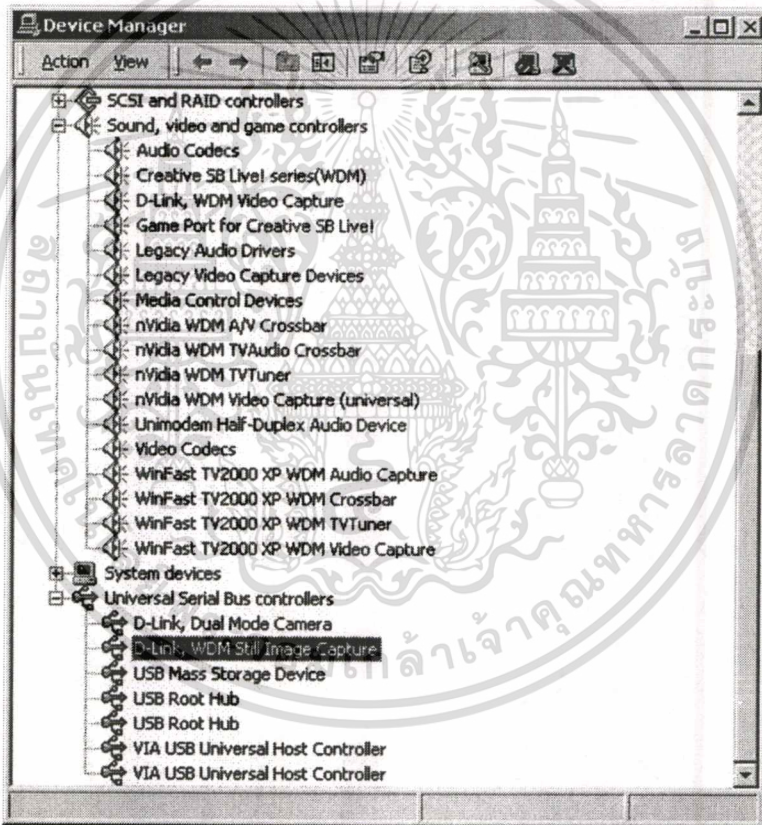 Device Manager
Action View
SCSI and RAID controllers
Sound, video and game controllers
Audio Codecs
Creative SB Live! series(WDM)
D-Link, WDM Video Capture
Game Port for Creative SB Live!
Legacy Audio Drivers
Legacy Video Capture Devices
Media Control Devices
nVidia WDM A/V Crossbar
nVidia WDM TVAudio Crossbar
nVidia WDM TVTuner
nVidia WDM Video Capture (universal)
Unimodem Half-Duplex Audio Device
Video Codecs
WinFast TV2000 XP WDM Audio Capture
WinFast TV2000 XP WDM Crossbar
WinFast TV2000 XP WDM TVTuner
WinFast TV2000 XP WDM Video Capture
System devices
Universal Serial Bus controllers
D-Link, Dual Mode Camera
D-Link, WDM Still Image Capture
USB Mass Storage Device
USB Root Hub
USB Root Hub
VIA USB Universal Host Controller
VIA USB Universal Host Controller